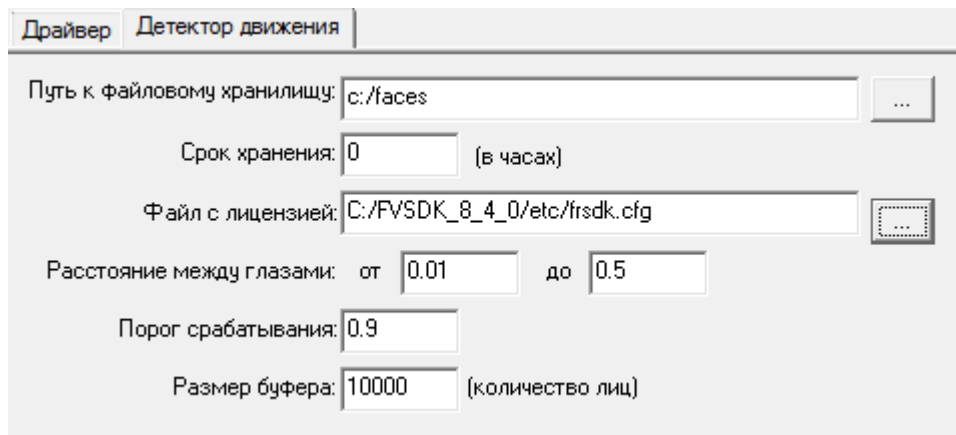 Драйвер Детектор движения
Путь к файловому хранилищу: c:/faces ...
Срок хранения: 0 (в часах)
Файл с лицензией: C:/FVSDK_8_4_0/etc/frsdk.cfg ...
Расстояние между глазами: от 0.01 до 0.5
Порог срабатывания: 0.9
Размер буфера: 10000 (количество лиц)